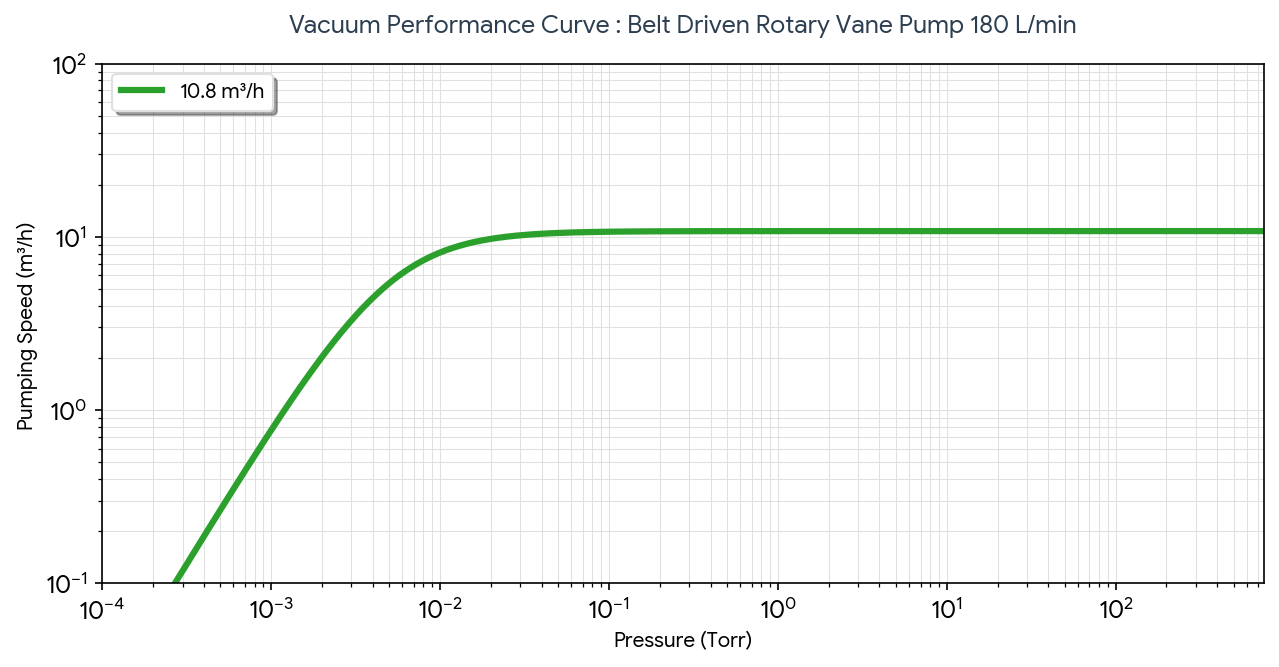 Vacuum Performance Curve : Belt Driven Rotary Vane Pump 180 L/min
10.8 m³/h
Pumping Speed (m³/h)
10²
10¹
10⁰
10⁻¹
10⁻⁴ 10⁻³ 10⁻² 10⁻¹ 10⁰ 10¹ 10²
Pressure (Torr)